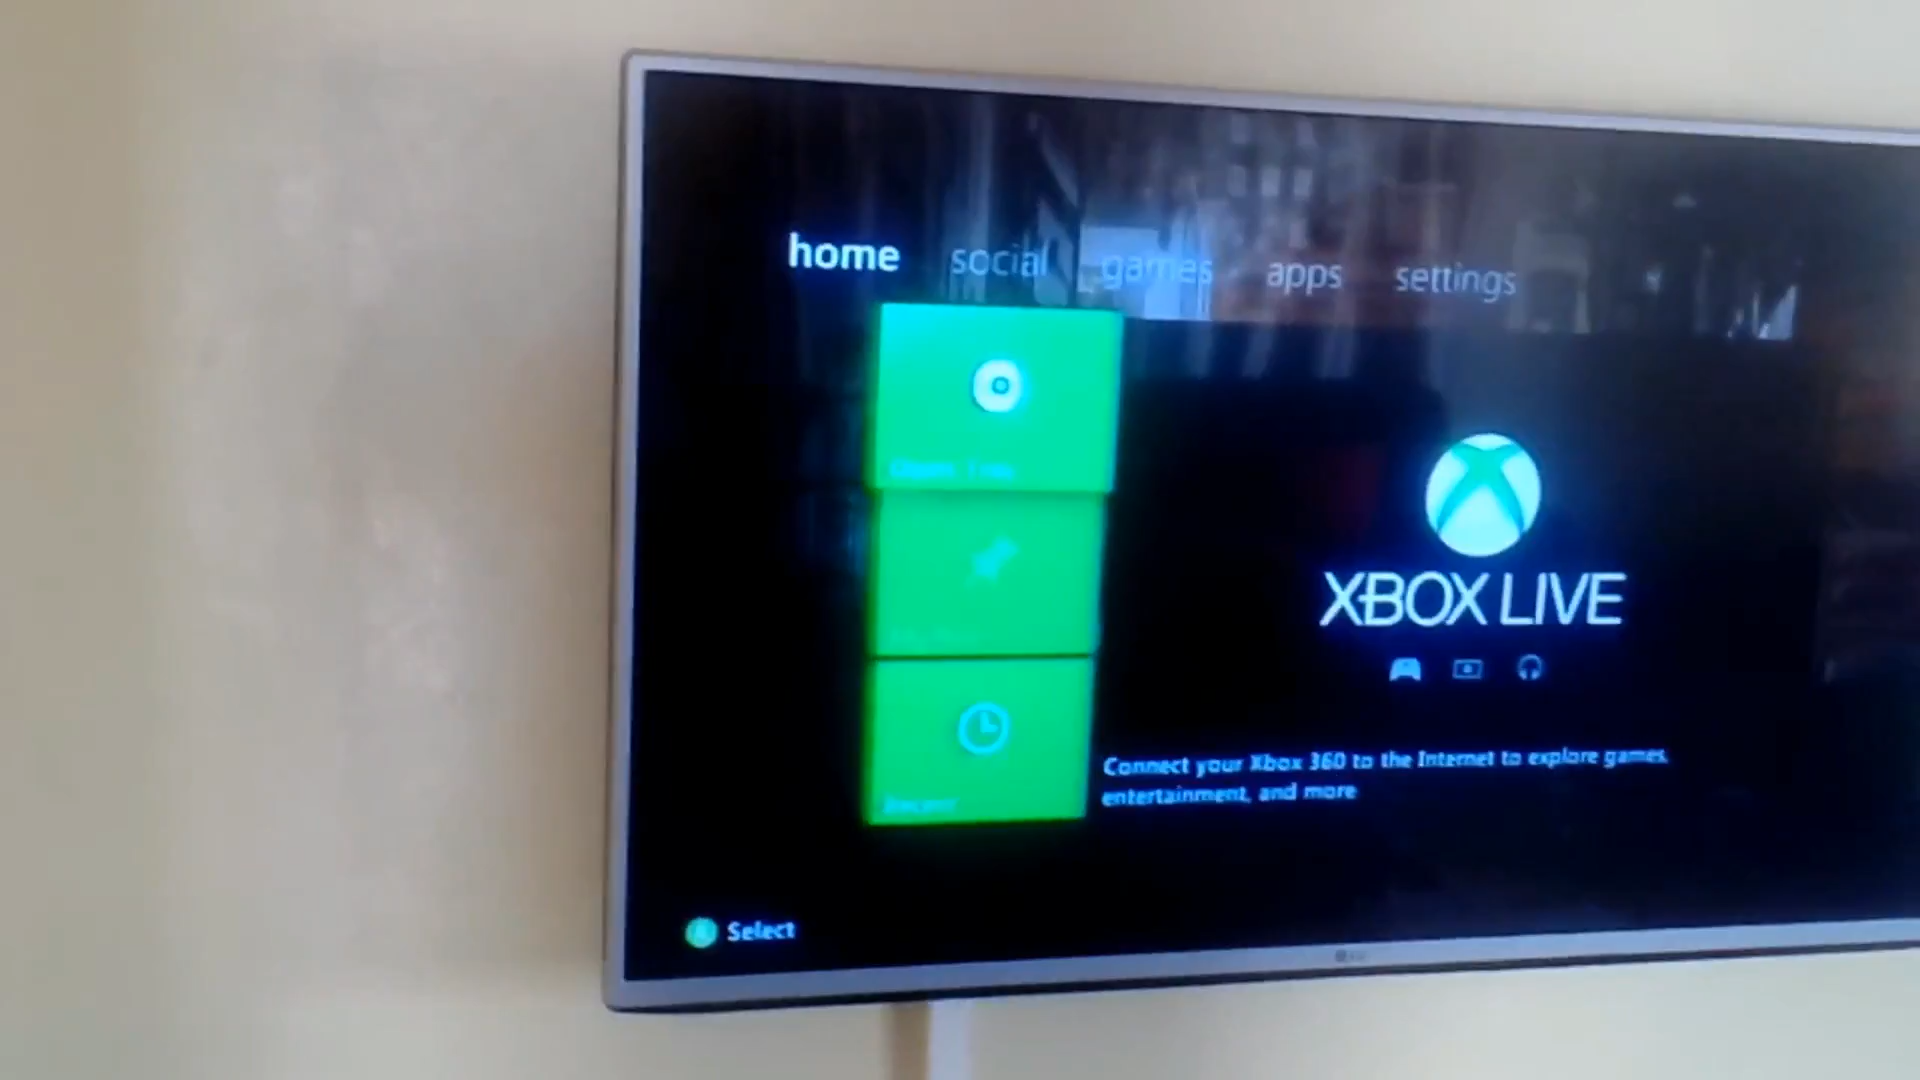 home social games apps settings
XBOX LIVE
Connect your Xbox 360 to the Internet to explore games,
entertainment, and more
Recent
A Select